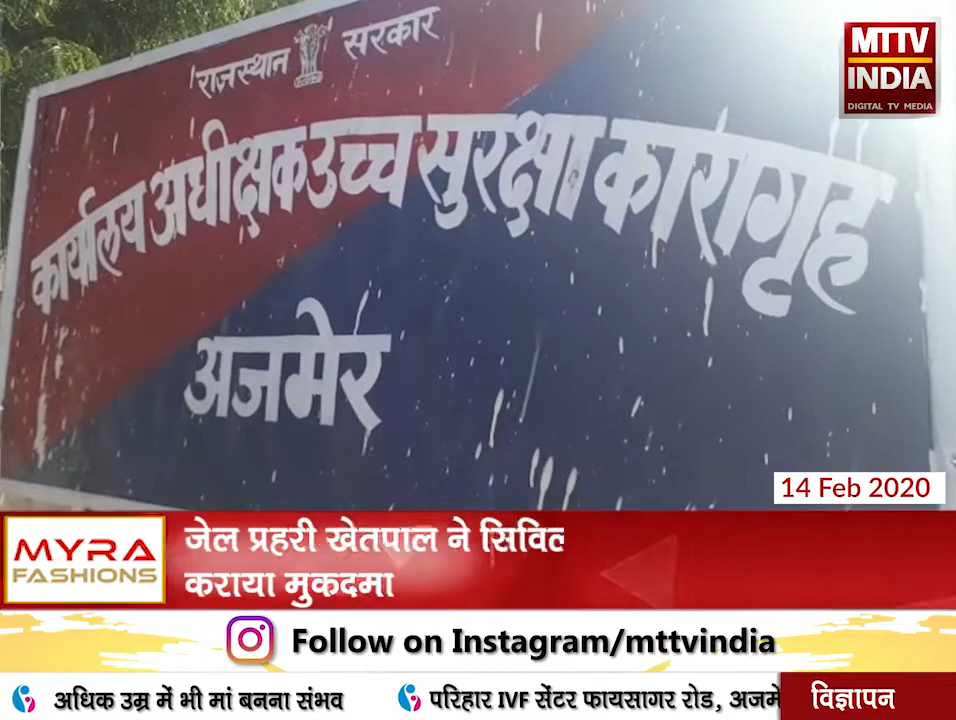 राजस्थान सरकार
कार्यालय अधीक्षक उच्च सुरक्षा कारागृह
अजमेर
MTTV
INDIA
DIGITAL TV MEDIA
14 Feb 2020
MYRA
FASHIONS
जेल प्रहरी खेतपाल ने सिविल
कराया मुकदमा
Follow on Instagram/mttvindia
अधिक उम्र में भी मां बनना संभव
परिहार IVF सेंटर फायसागर रोड, अजमे
विज्ञापन